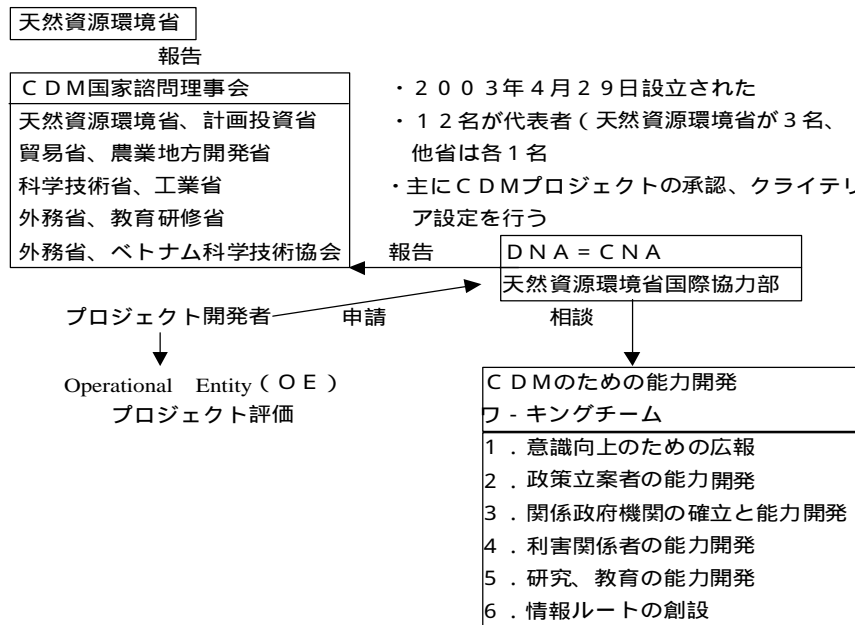 天然資源環境省
報告
ＣＤＭ国家諮問理事会
天然資源環境省、計画投資省
貿易省、農業地方開発省
科学技術省、工業省
外務省、教育研修省
外務省、ベトナム科学技術協会
・２００３年４月２９日設立された
・１２名が代表者（天然資源環境省が３名、
他省は各１名
・主にＣＤＭプロジェクトの承認、クライテリ
ア設定を行う
報告
ＤＮＡ＝ＣＮＡ
天然資源環境省国際協力部
プロジェクト開発者
申請
相談
Operational Entity（ＯＥ）
プロジェクト評価
ＣＤＭのための能力開発
ワ‐キングチーム
１．意識向上のための広報
２．政策立案者の能力開発
３．関係政府機関の確立と能力開発
４．利害関係者の能力開発
５．研究、教育の能力開発
６．情報ルートの創設